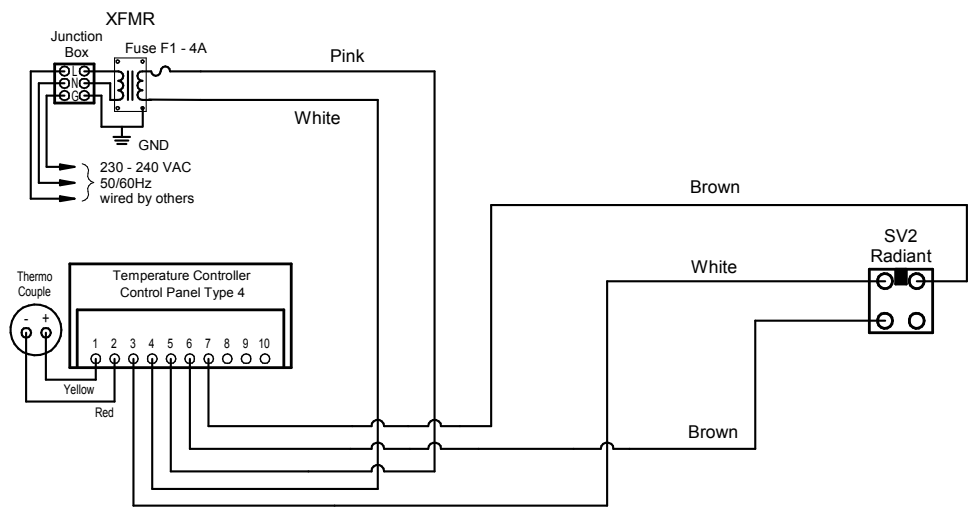 XFMR
Junction
Box
Fuse F1 - 4A
Pink
L
N
G
White
GND
230 - 240 VAC
50/60Hz
wired by others
Brown
SV2
Radiant
White
Thermo
Couple
Temperature Controller
Control Panel Type 4
- +
1 2 3 4 5 6 7 8 9 10
Yellow
Red
Brown